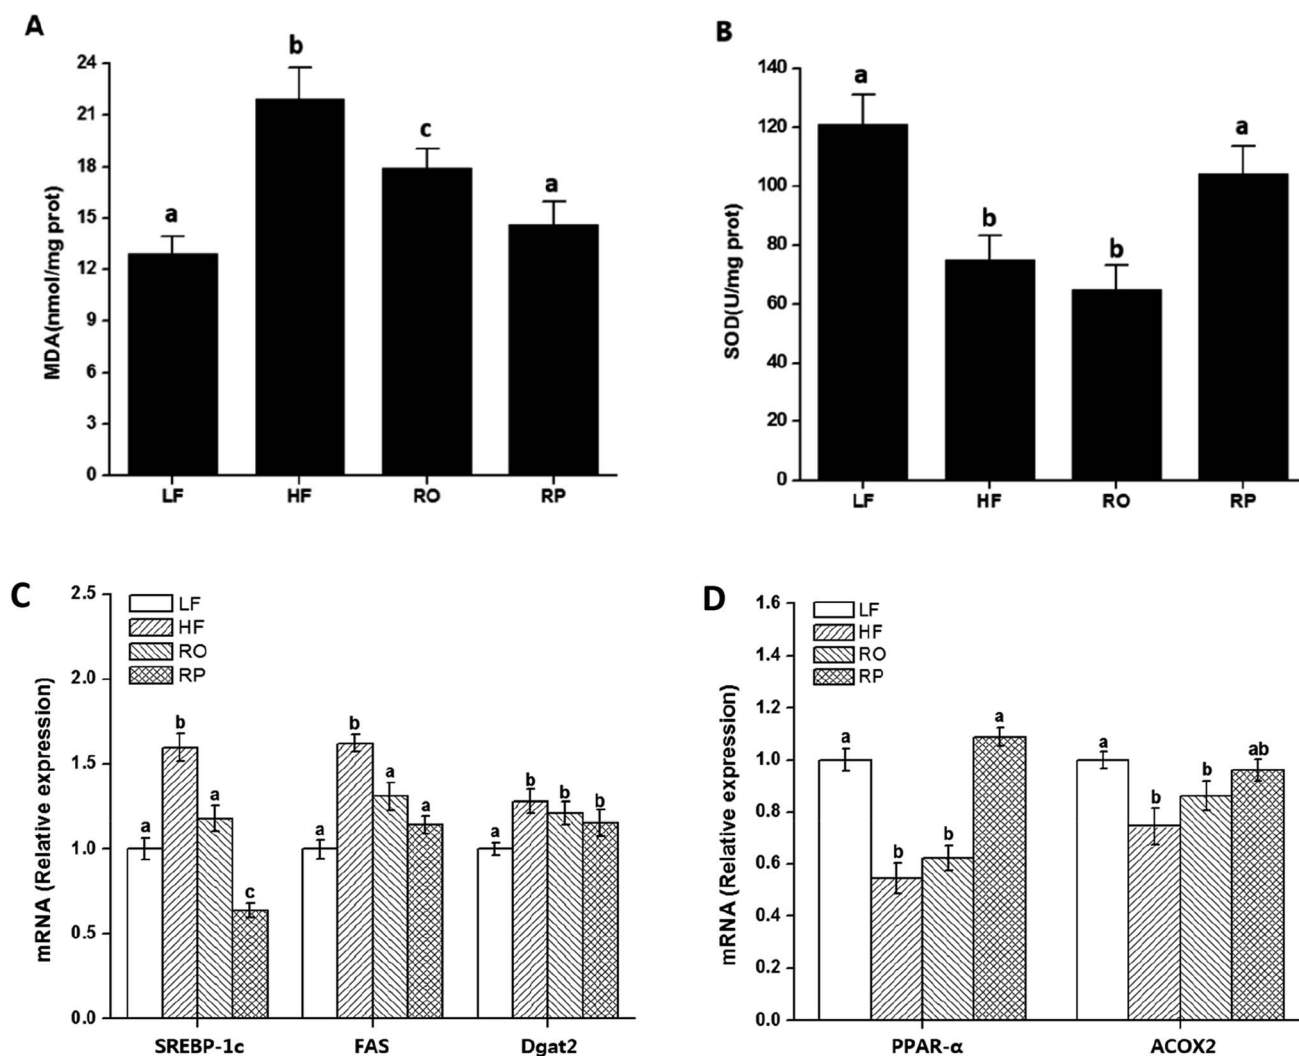 A
MDA(nmol/mg prot)
24
21
18
15
12
9
6
3
0
a
b
c
a
LF HF RO RP
B
SOD(U/mg prot)
140
120
100
80
60
40
20
0
a
b
b
a
LF HF RO RP
C
mRNA (Relative expression)
2.5
2.0
1.5
1.0
0.5
0.0
LF
HF
RO
RP
a b a c
a b a a
a b b b
SREBP-1c FAS Dgat2
D
mRNA (Relative expression)
1.6
1.4
1.2
1.0
0.8
0.6
0.4
0.2
0.0
LF
HF
RO
RP
a b b a
a b b ab
PPAR-α ACOX2